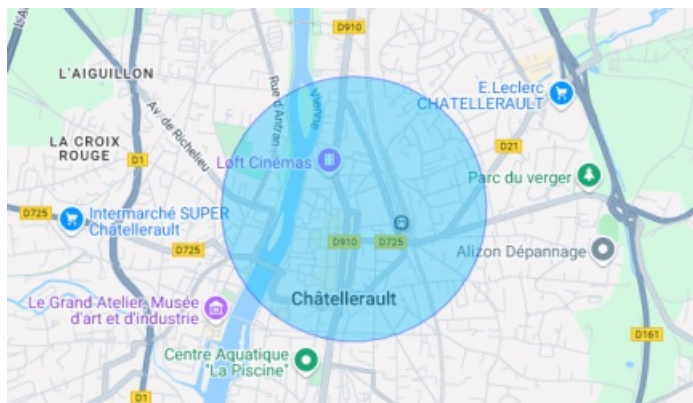 D910
L'AIGUILLON
E.Leclerc
CHATELLERAULT
Rue d'Antran
Vienne
Av. de Richelieu
LA CROIX
ROUGE
D1
Loft Cinémas
D21
Parc du verger
D725
Intermarché SUPER
Châtellerault
D725
D910
D725
Alizon Dépannage
Le Grand Atelier, Musée
d'art et d'industrie
Châtellerault
D161
Centre Aquatique
"La Piscine"
D1